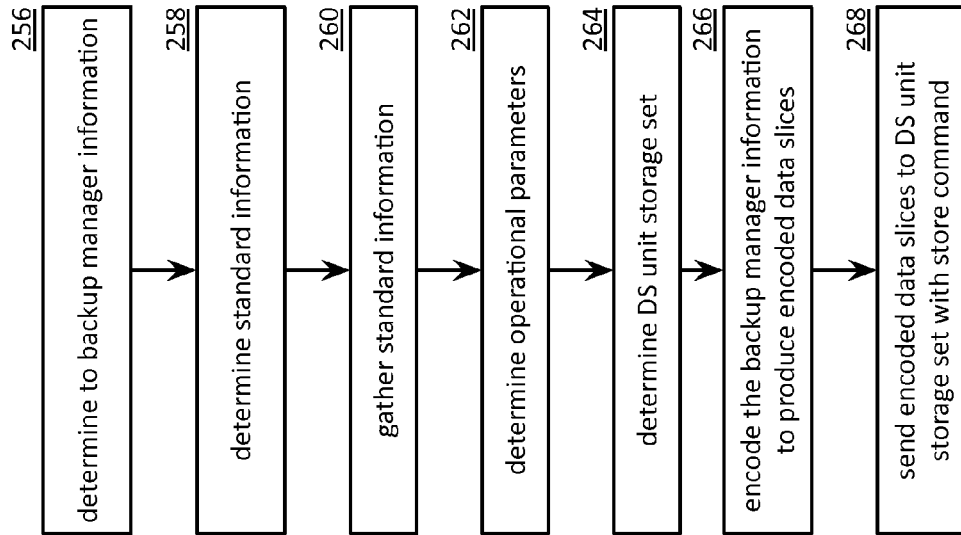 256
determine to backup manager information
258
determine standard information
260
gather standard information
262
determine operational parameters
264
determine DS unit storage set
266
encode the backup manager information
to produce encoded data slices
268
send encoded data slices to DS unit
storage set with store command